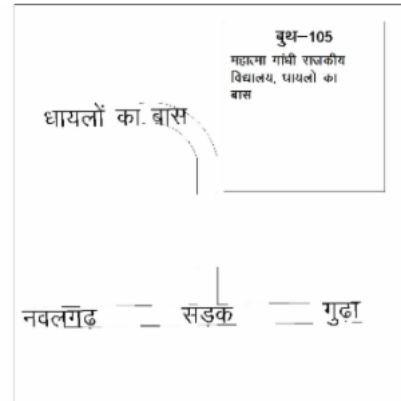 बुथ–105
महात्मा गांधी राजकीय
विद्यालय, घायलो का
बास
धायलों का बास
नवलगढ़ सड़क गुढ़ा